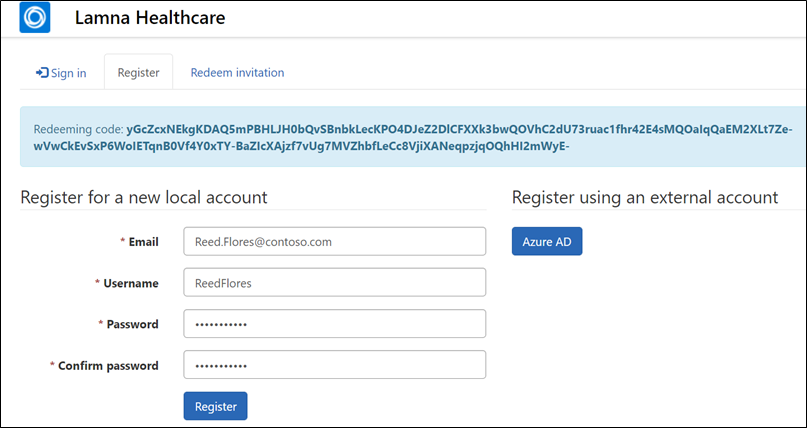 Lamna Healthcare
Sign in Register Redeem invitation
Redeeming code: yGcZcxNEkgKDAQ5mPBHLJH0bQvSBnbkLecKPO4DJeZ2DlCFXXk3bwQOVhC2dU73ruac1fhr42E4sMQOaIqQaEM2XLt7Ze-
wVwCkEvSxP6WoIETqnB0Vf4Y0xTY-BaZIcXAjzf7vUg7MVZhbfLeCc8VjiXANeqpzjqOQhHI2mWyE-
Register for a new local account
Register using an external account
* Email Reed.Flores@contoso.com
Azure AD
* Username ReedFlores
* Password •••••••••••
* Confirm password •••••••••••
Register